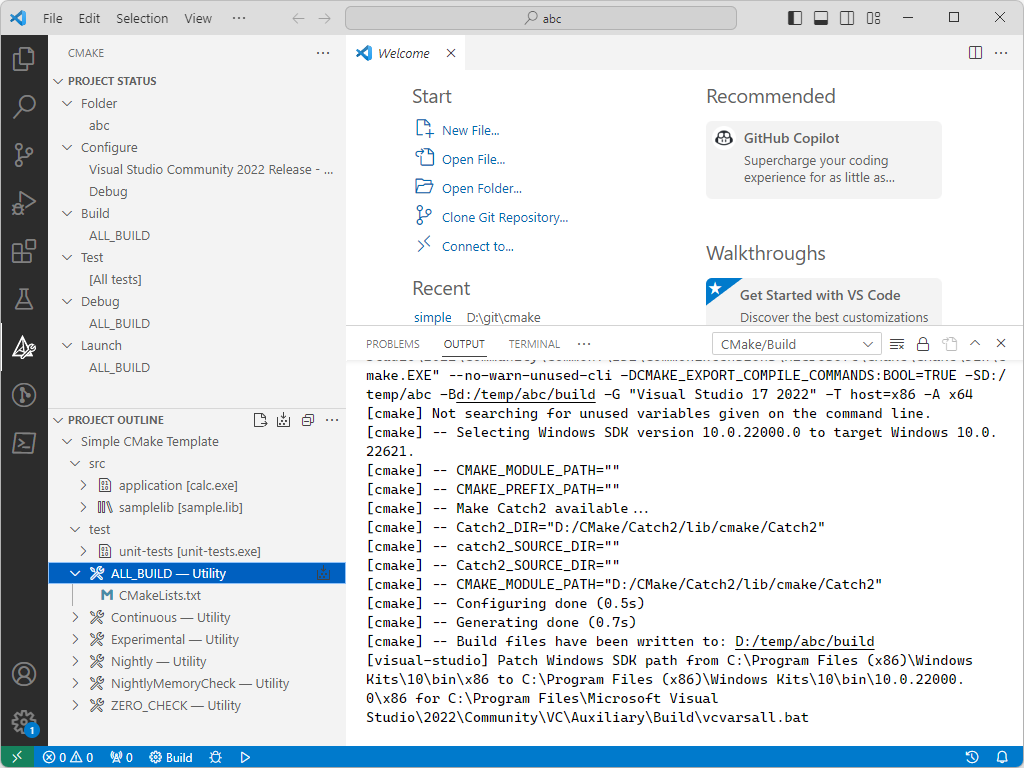 File Edit Selection View ··· abc
CMAKE ···
PROJECT STATUS
Folder
abc
Configure
Visual Studio Community 2022 Release - ...
Debug
Build
ALL_BUILD
Test
[All tests]
Debug
ALL_BUILD
Launch
ALL_BUILD
PROJECT OUTLINE ···
Simple CMake Template
src
application [calc.exe]
samplelib [sample.lib]
test
unit-tests [unit-tests.exe]
ALL_BUILD — Utility
CMakeLists.txt
Continuous — Utility
Experimental — Utility
Nightly — Utility
NightlyMemoryCheck — Utility
ZERO_CHECK — Utility
Welcome
Start
New File...
Open File...
Open Folder...
Clone Git Repository...
Connect to...
Recent
simple D:\git\cmake
Recommended
GitHub Copilot
Supercharge your coding
experience for as little as...
Walkthroughs
Get Started with VS Code
Discover the best customizations
PROBLEMS OUTPUT TERMINAL ··· CMake/Build
make.EXE" --no-warn-unused-cli -DCMAKE_EXPORT_COMPILE_COMMANDS:BOOL=TRUE -SD:/
temp/abc -Bd:/temp/abc/build -G "Visual Studio 17 2022" -T host=x86 -A x64
[cmake] Not searching for unused variables given on the command line.
[cmake] -- Selecting Windows SDK version 10.0.22000.0 to target Windows 10.0.
22621.
[cmake] -- CMAKE_MODULE_PATH=""
[cmake] -- CMAKE_PREFIX_PATH=""
[cmake] -- Make Catch2 available...
[cmake] -- Catch2_DIR="D:/CMake/Catch2/lib/cmake/Catch2"
[cmake] -- catch2_SOURCE_DIR=""
[cmake] -- Catch2_SOURCE_DIR=""
[cmake] -- CMAKE_MODULE_PATH="D:/CMake/Catch2/lib/cmake/Catch2"
[cmake] -- Configuring done (0.5s)
[cmake] -- Generating done (0.7s)
[cmake] -- Build files have been written to: D:/temp/abc/build
[visual-studio] Patch Windows SDK path from C:\Program Files (x86)\Windows
Kits\10\bin\x86 to C:\Program Files (x86)\Windows Kits\10\bin\10.0.22000.
0\x86 for C:\Program Files\Microsoft Visual
Studio\2022\Community\VC\Auxiliary\Build\vcvarsall.bat
1
0 0 0 Build